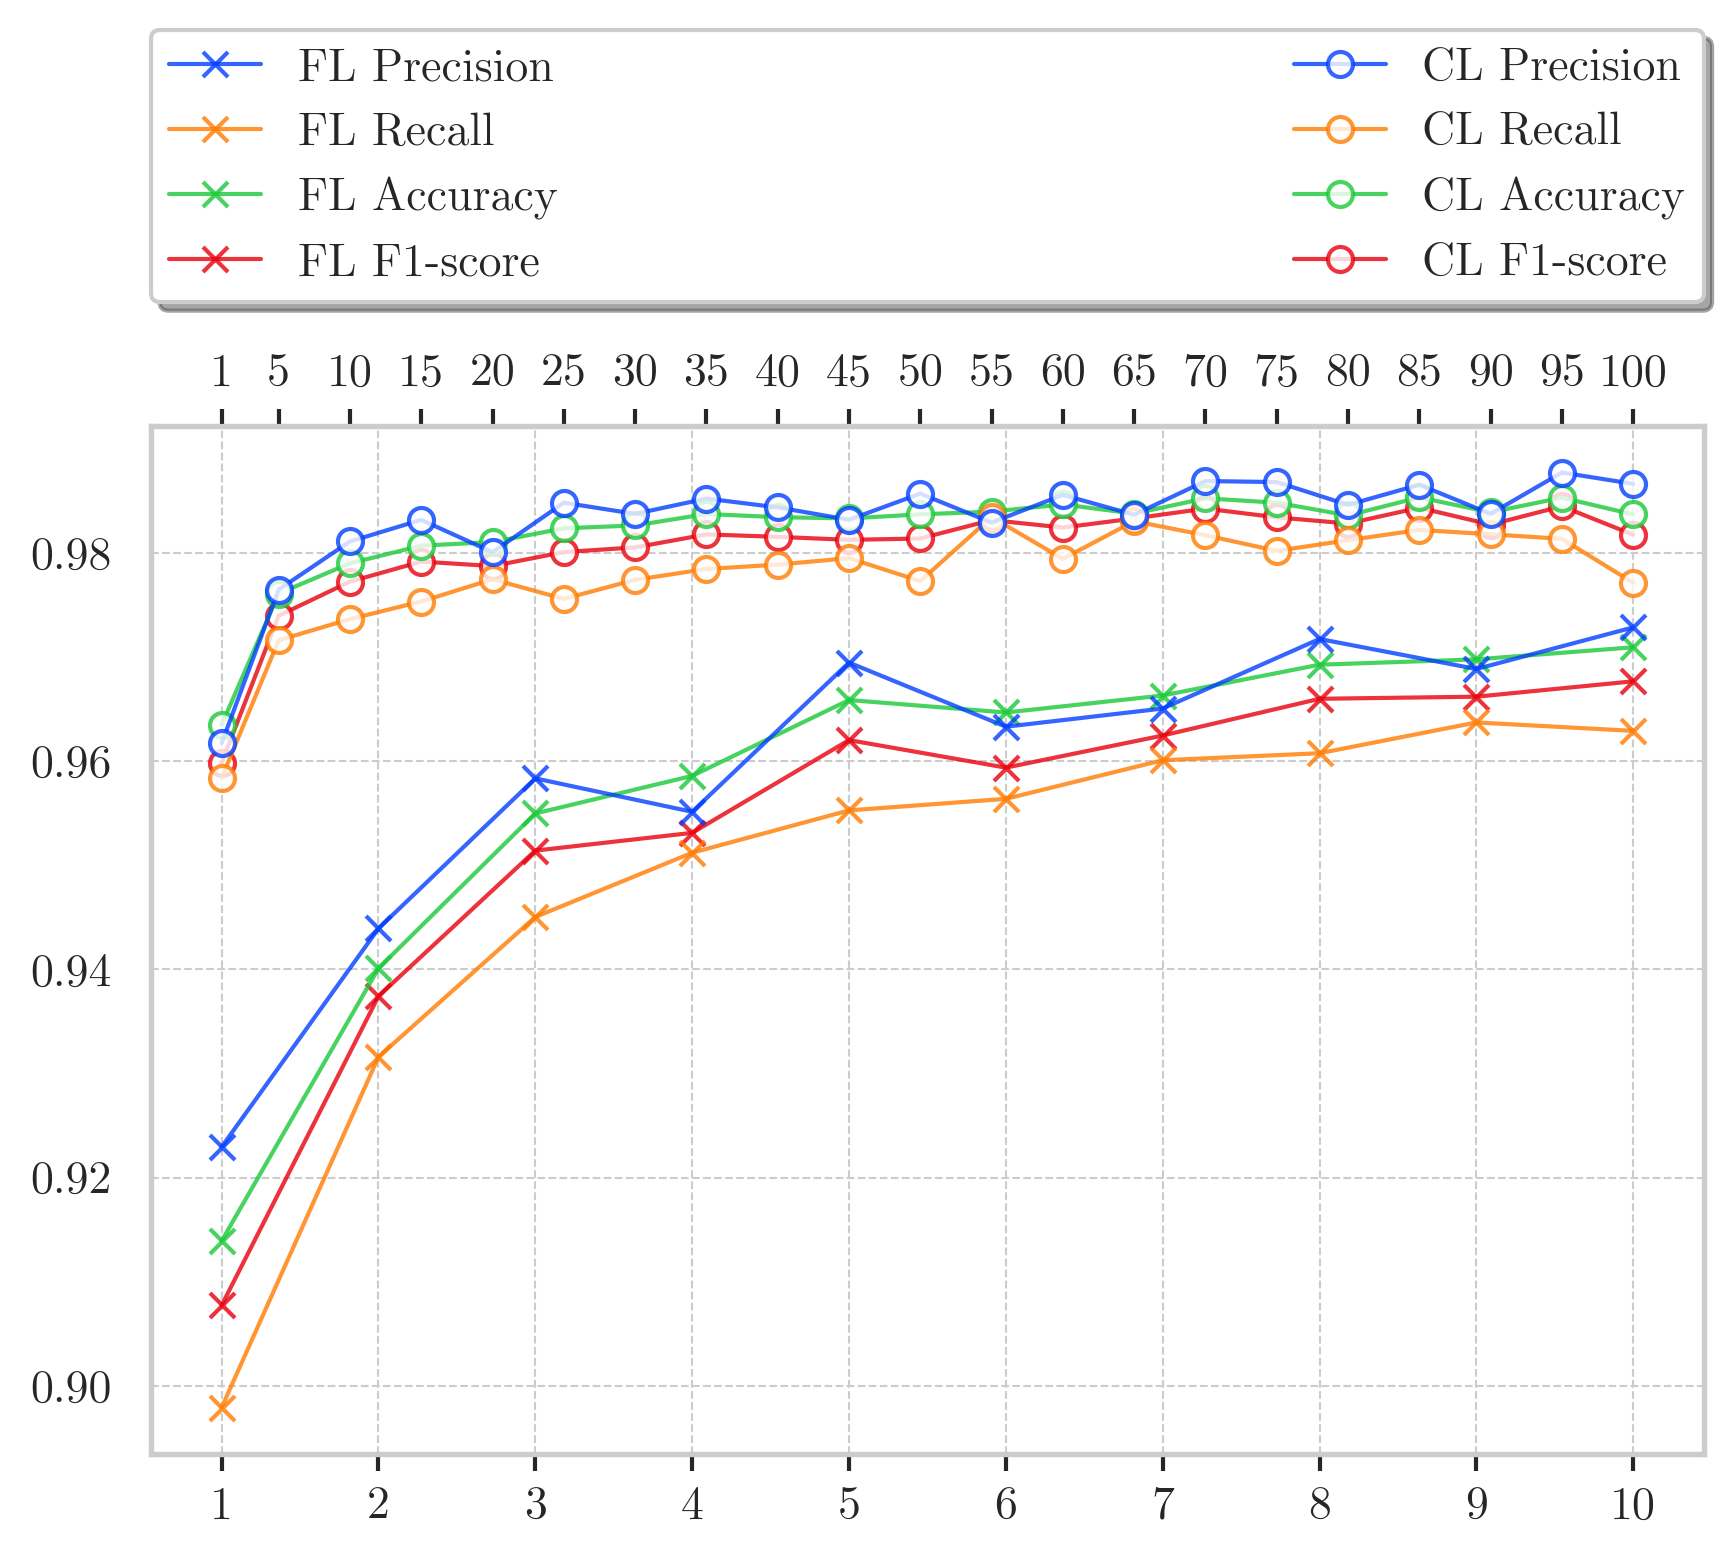 FL Precision
FL Recall
FL Accuracy
FL F1-score
CL Precision
CL Recall
CL Accuracy
CL F1-score
1 5 10 15 20 25 30 35 40 45 50 55 60 65 70 75 80 85 90 95 100
0.98
0.96
0.94
0.92
0.90
1 2 3 4 5 6 7 8 9 10